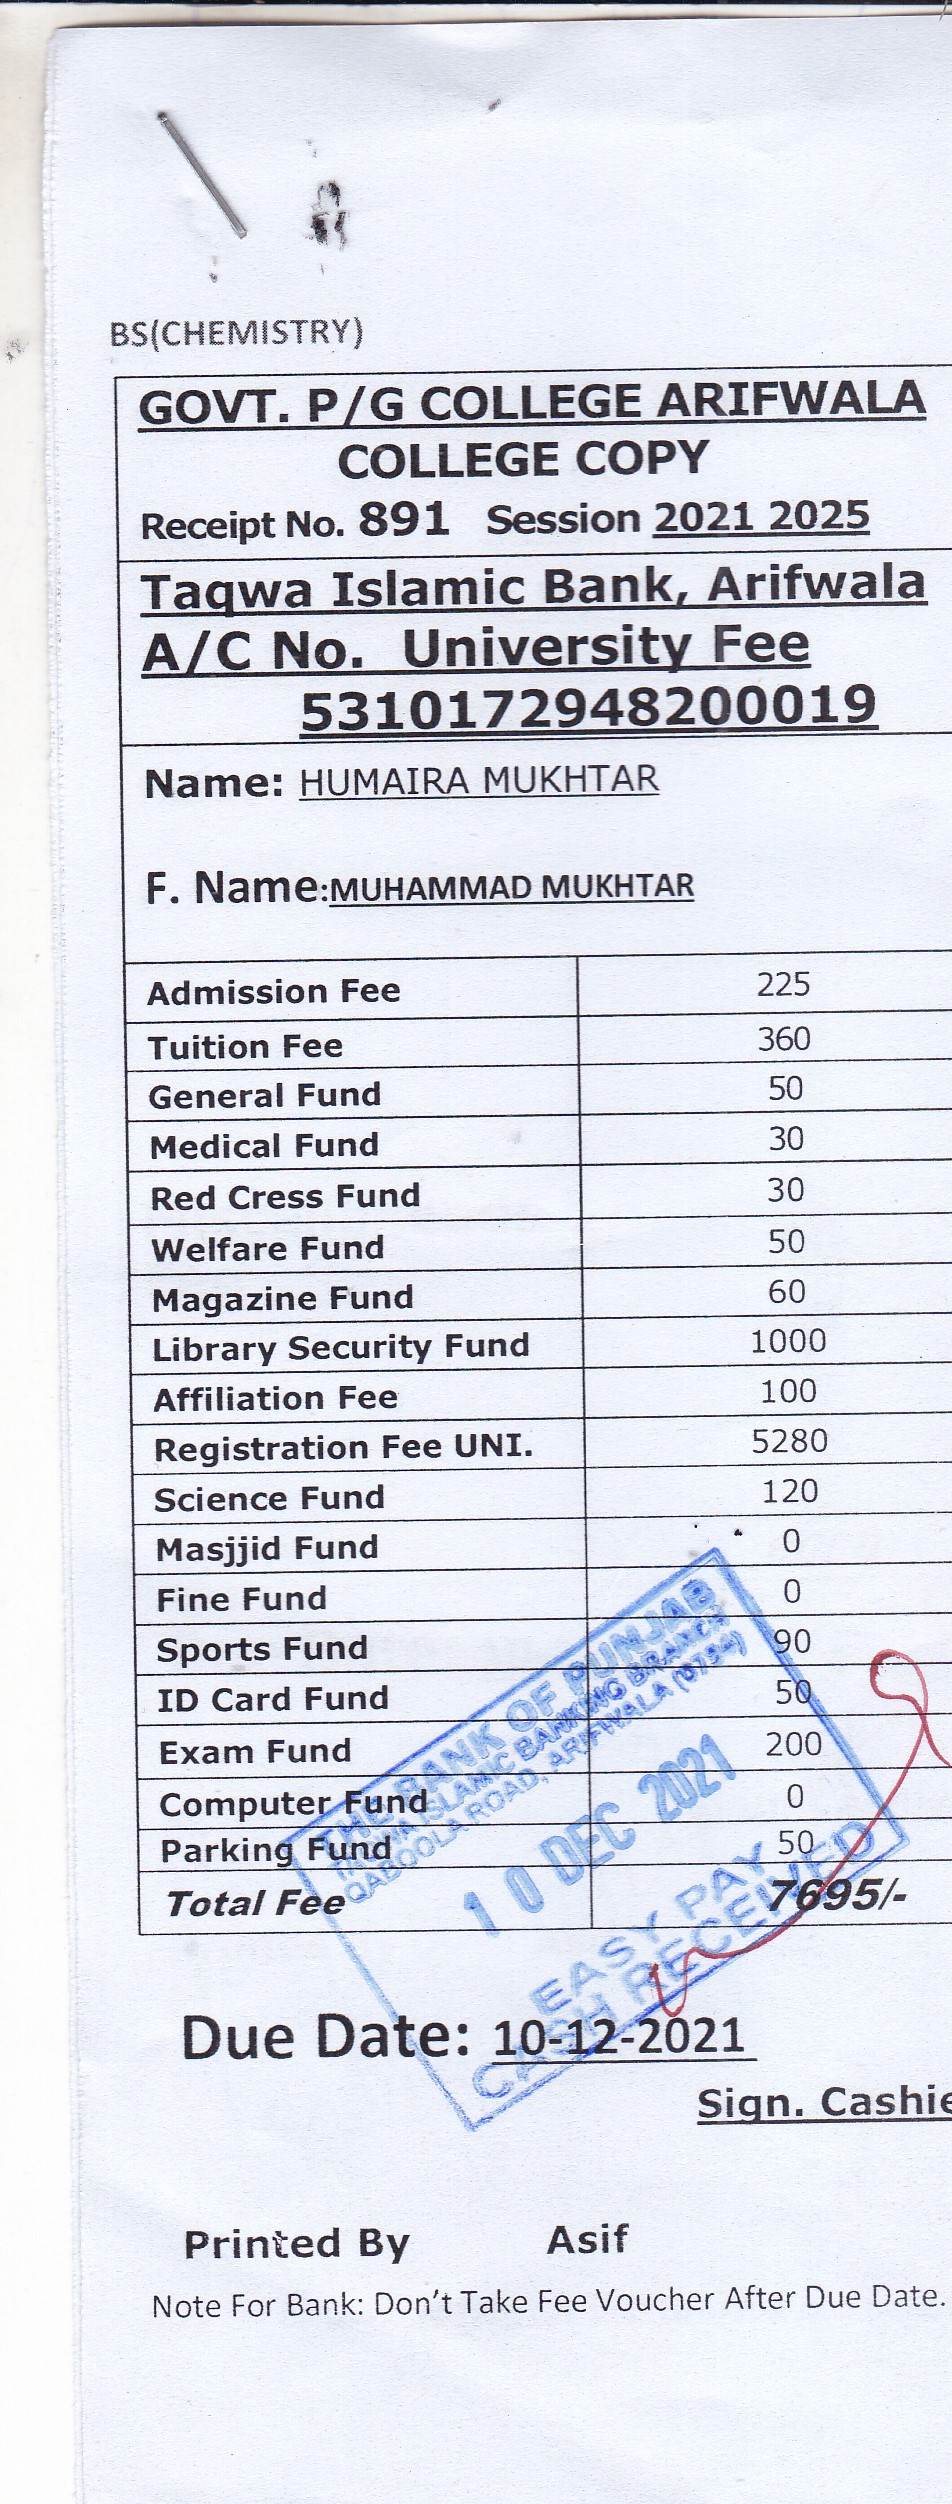 BS(CHEMISTRY)
GOVT. P/G COLLEGE ARIFWALA
COLLEGE COPY
Receipt No. 891 Session 2021 2025
Taqwa Islamic Bank, Arifwala
A/C No. University Fee
5310172948200019
Name: HUMAIRA MUKHTAR
F. Name:MUHAMMAD MUKHTAR
Admission Fee 225
Tuition Fee 360
General Fund 50
Medical Fund 30
Red Cress Fund 30
Welfare Fund 50
Magazine Fund 60
Library Security Fund 1000
Affiliation Fee 100
Registration Fee UNI. 5280
Science Fund 120
Masjjid Fund 0
Fine Fund 0
Sports Fund 90
ID Card Fund 50
Exam Fund 200
Computer Fund 0
Parking Fund 50
Total Fee 7695/-
THE BANK OF PUNJAB
TAQWA ISLAMIC BANKING BRANCH
QABOOLA ROAD, ARIFWALA (0794)
10 DEC 2021
EASY PAY
CASH RECEIVED
Due Date: 10-12-2021
Sign. Cashie
Printed By Asif
Note For Bank: Don't Take Fee Voucher After Due Date.